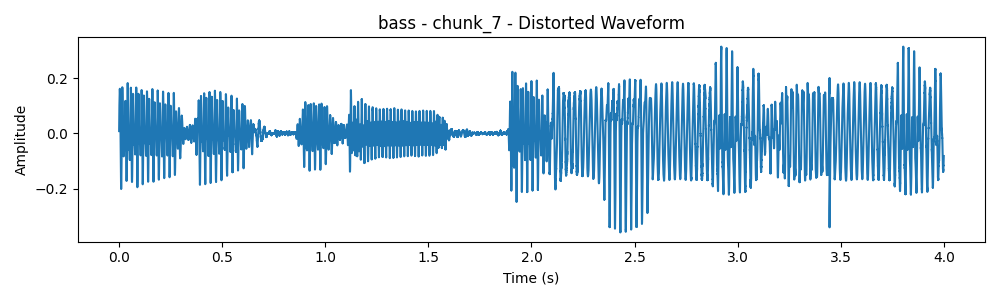 bass - chunk_7 - Distorted Waveform
Amplitude
0.2
0.0
−0.2
0.0 0.5 1.0 1.5 2.0 2.5 3.0 3.5 4.0
Time (s)